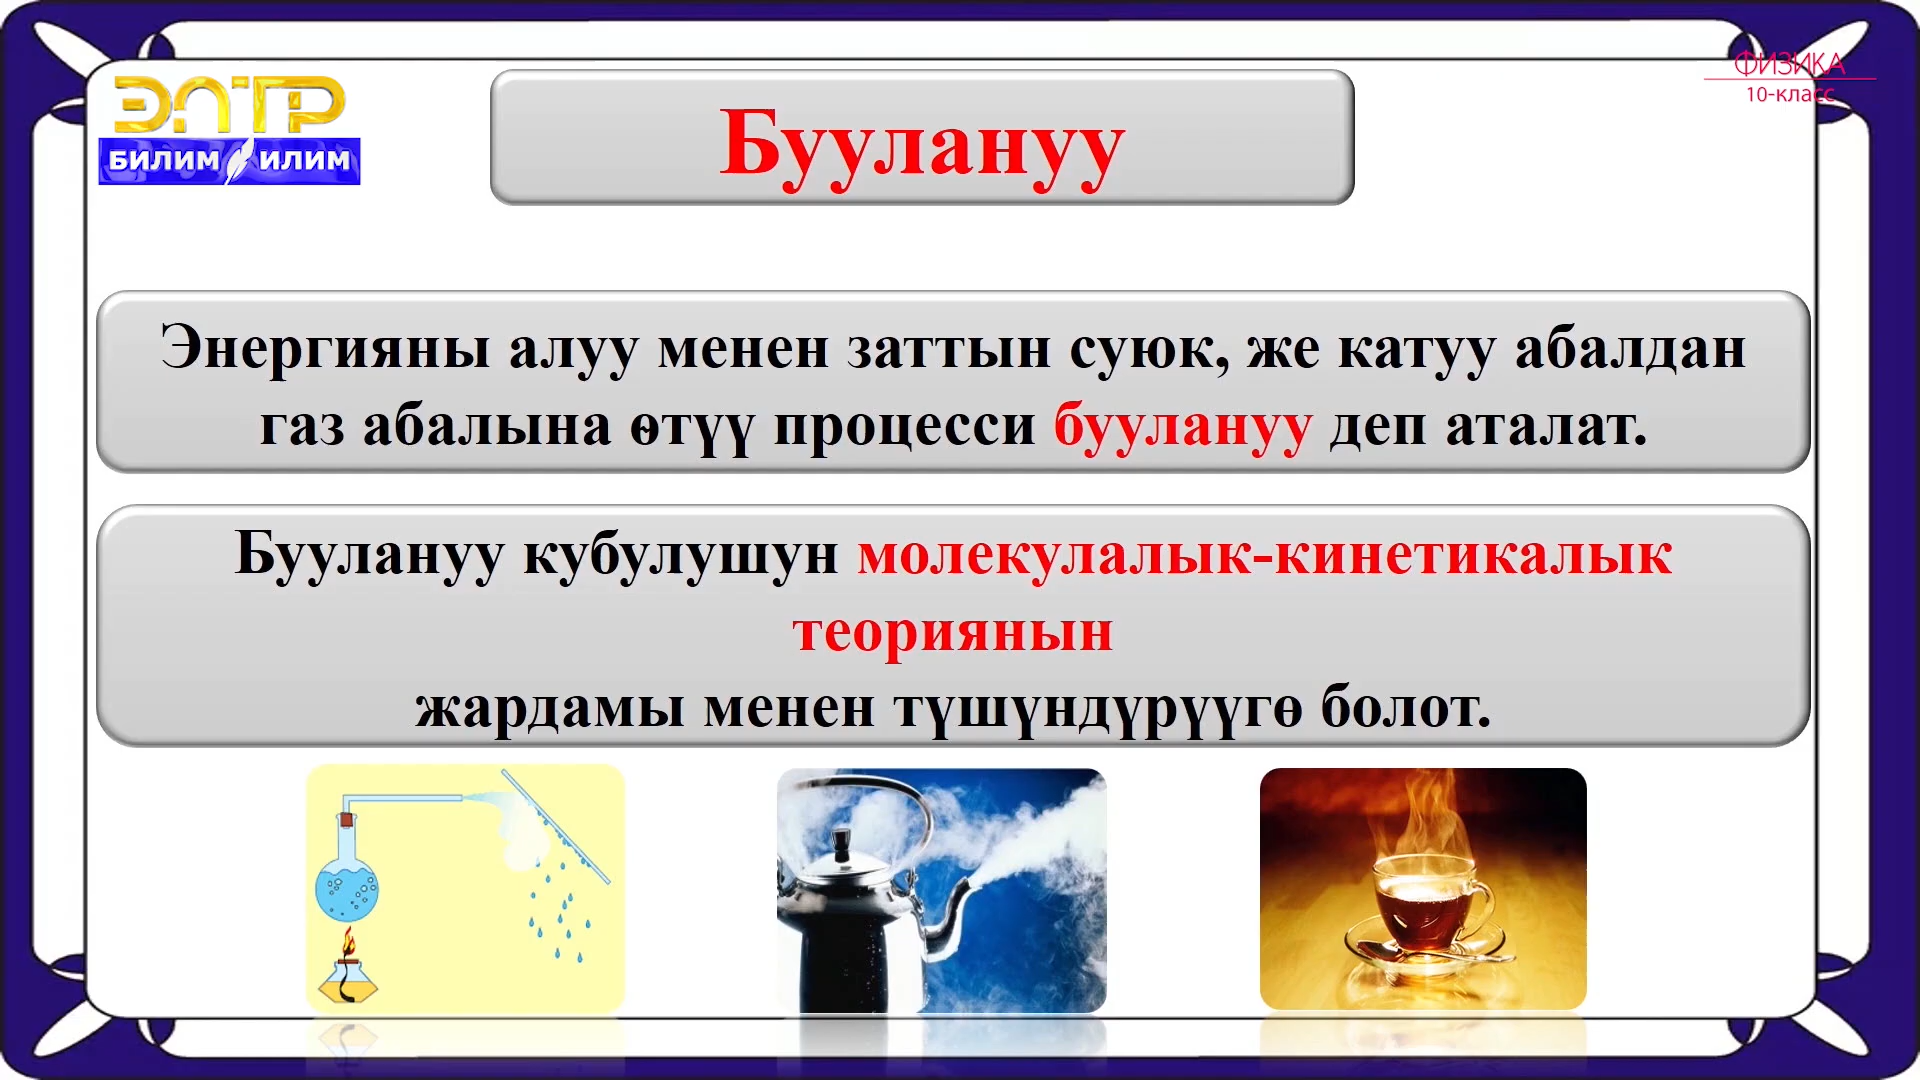 ЭЛТР
БИЛИМ ИЛИМ
ФИЗИКА
10-класс
Буулануу
Энергияны алуу менен заттын суюк, же катуу абалдан
газ абалына өтүү процесси буулануу деп аталат.
Буулануу кубулушун молекулалык-кинетикалык
теориянын
жардамы менен түшүндүрүүгө болот.